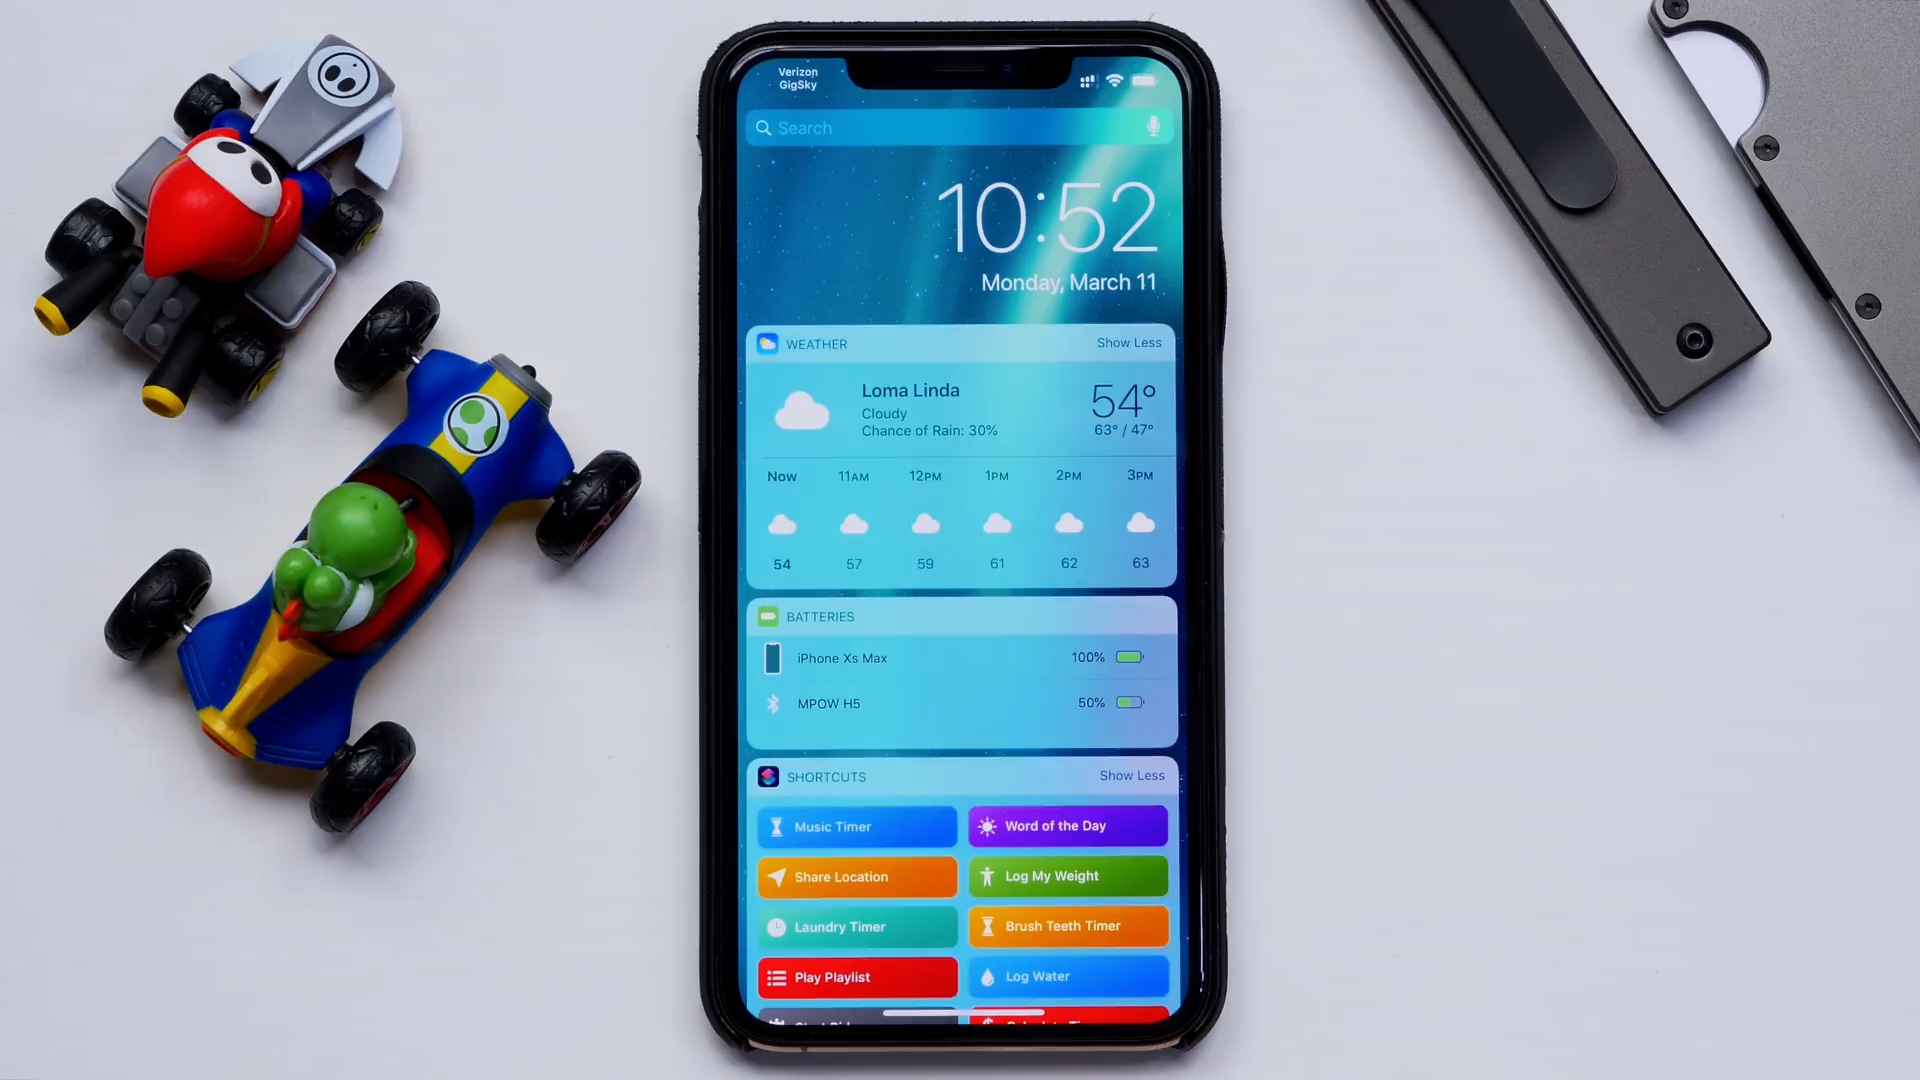 Verizon
GigSky
Search
10:52
Monday, March 11
WEATHER Show Less
Loma Linda
Cloudy
Chance of Rain: 30%
54°
63° / 47°
Now 11AM 12PM 1PM 2PM 3PM
54 57 59 61 62 63
BATTERIES
iPhone Xs Max 100%
MPOW H5 50%
SHORTCUTS Show Less
Music Timer Word of the Day
Share Location Log My Weight
Laundry Timer Brush Teeth Timer
Play Playlist Log Water